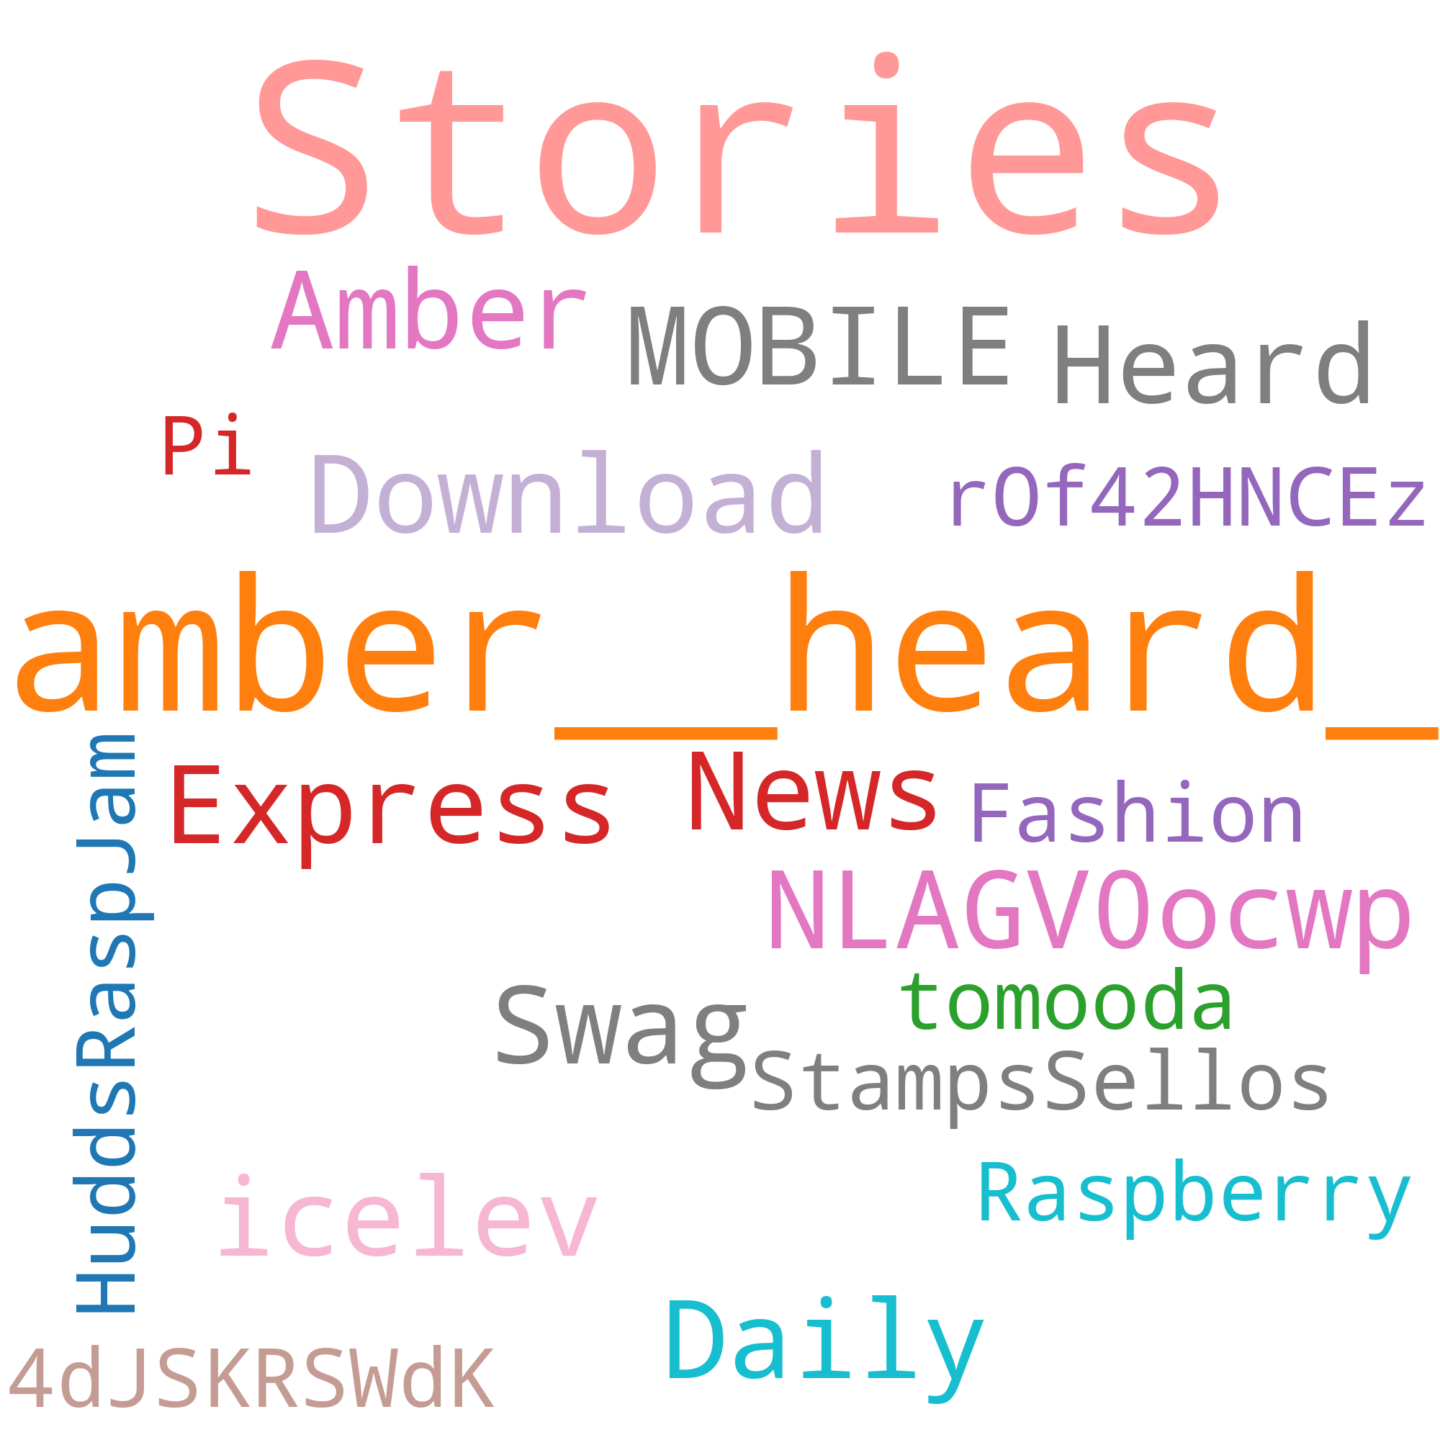 Stories
Amber MOBILE Heard
Pi Download rOf42HNCEz
amber__heard_
HuddsRaspJam
Express News Fashion
NLAGVOocwp
tomooda
Swag
StampsSellos
Raspberry
icelev
Daily
4dJSKRSWdK